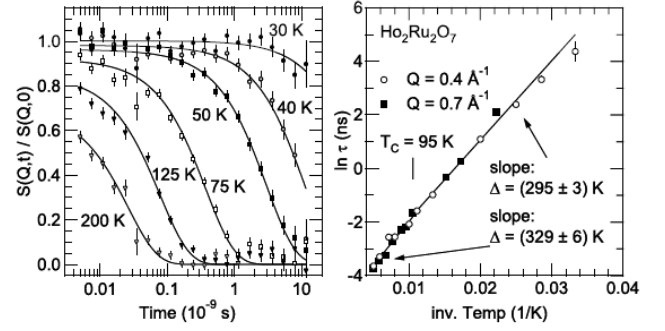 30 K
40 K
50 K
75 K
125 K
200 K
1.0
0.8
0.6
0.4
0.2
0.0
S(Q,t) / S(Q,0)
0.01
0.1
1
10
Time (10⁻⁹ s)
Ho₂Ru₂O₇
Q = 0.4 Å⁻¹
Q = 0.7 Å⁻¹
T_C = 95 K
slope:
Δ = (295 ± 3) K
slope:
Δ = (329 ± 6) K
6
4
2
0
-2
-4
ln τ (ns)
0.01
0.02
0.03
0.04
inv. Temp (1/K)